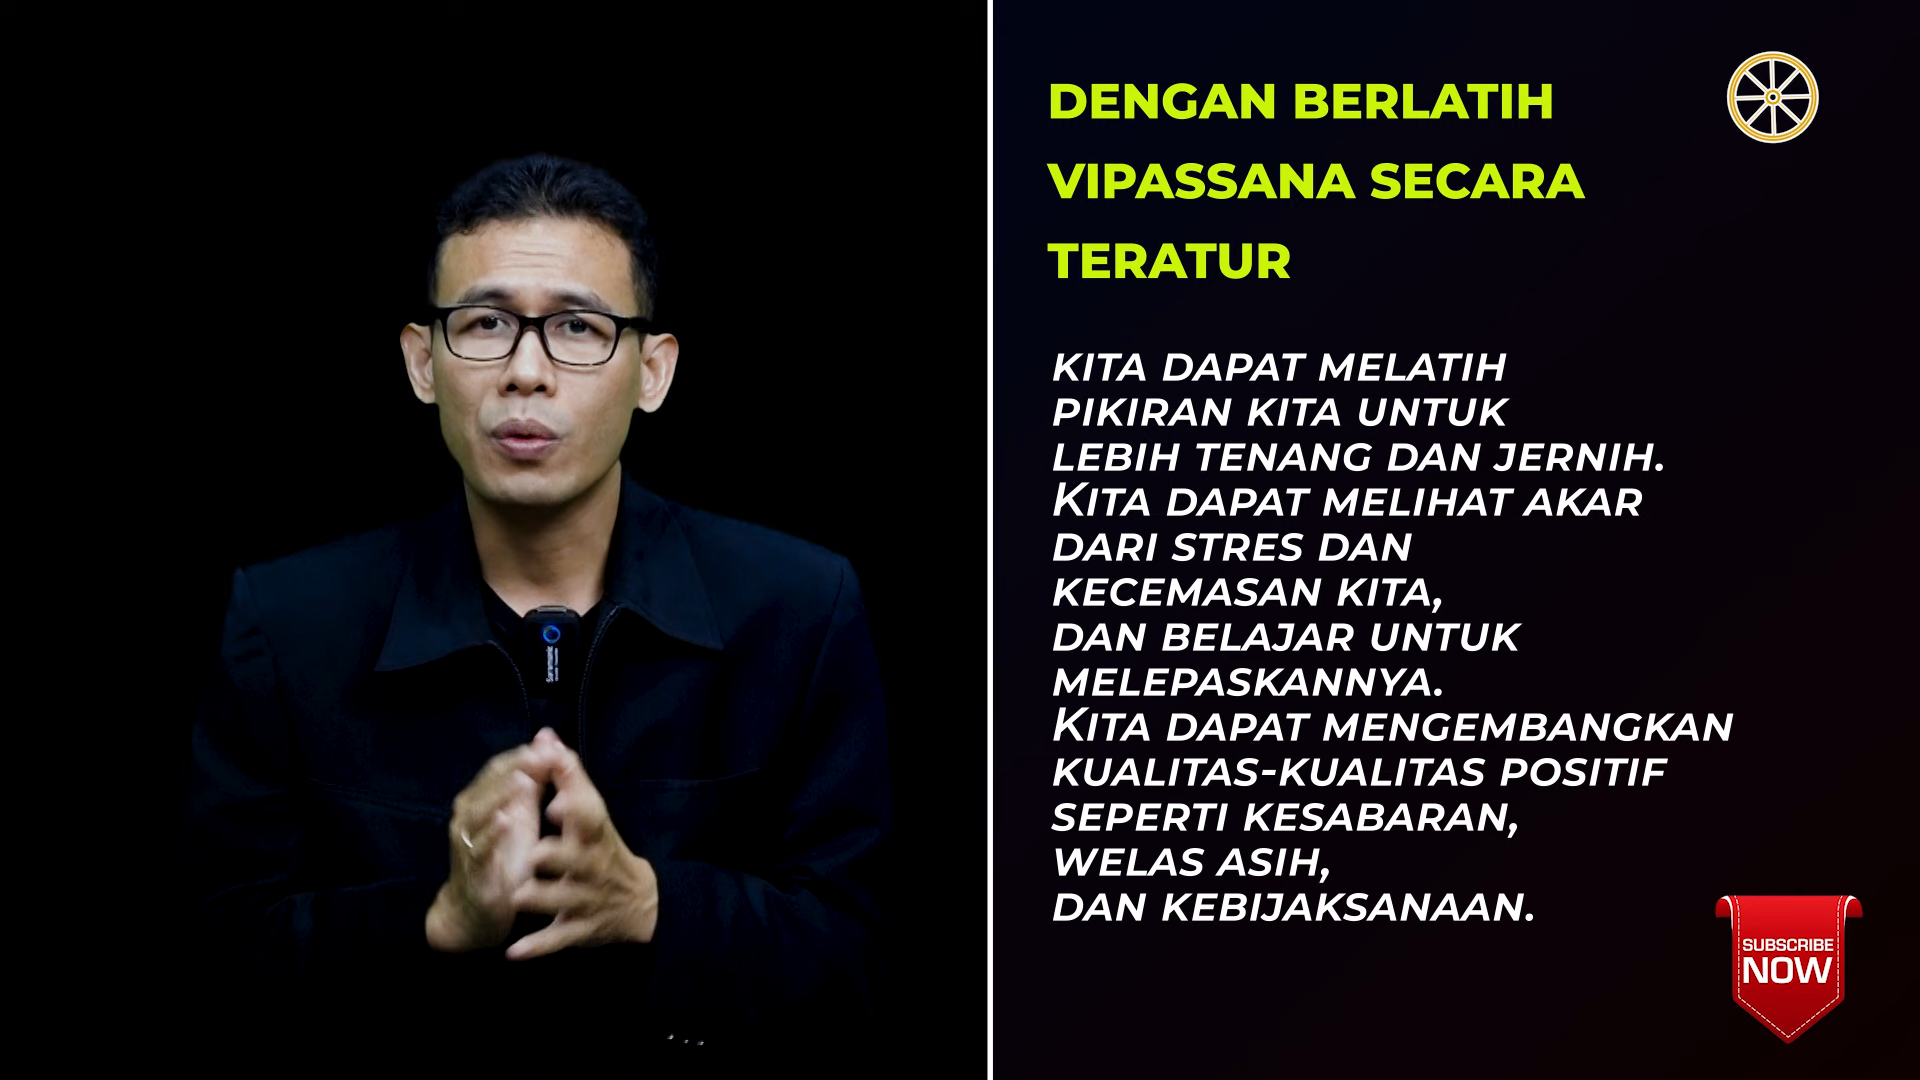 DENGAN BERLATIH
VIPASSANA SECARA
TERATUR
KITA DAPAT MELATIH
PIKIRAN KITA UNTUK
LEBIH TENANG DAN JERNIH.
KITA DAPAT MELIHAT AKAR
DARI STRES DAN
KECEMASAN KITA,
DAN BELAJAR UNTUK
MELEPASKANNYA.
KITA DAPAT MENGEMBANGKAN
KUALITAS-KUALITAS POSITIF
SEPERTI KESABARAN,
WELAS ASIH,
DAN KEBIJAKSANAAN.
SUBSCRIBE
NOW
Saramonic